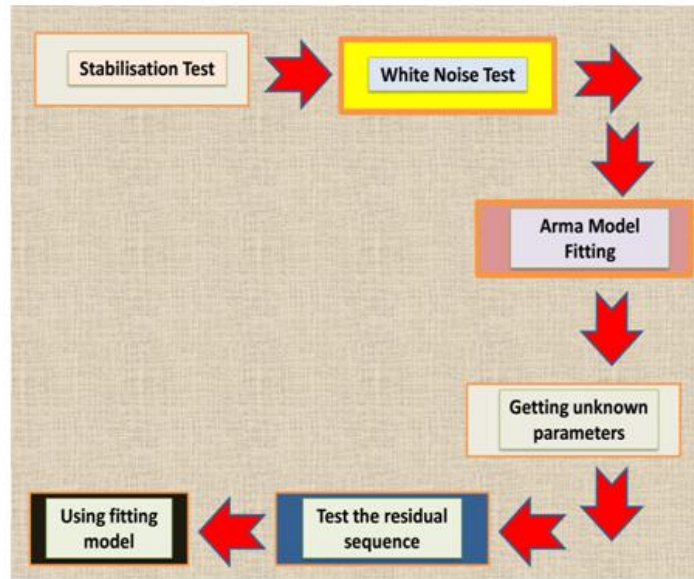 Stabilisation Test
White Noise Test
Arma Model
Fitting
Getting unknown
parameters
Test the residual
sequence
Using fitting
model